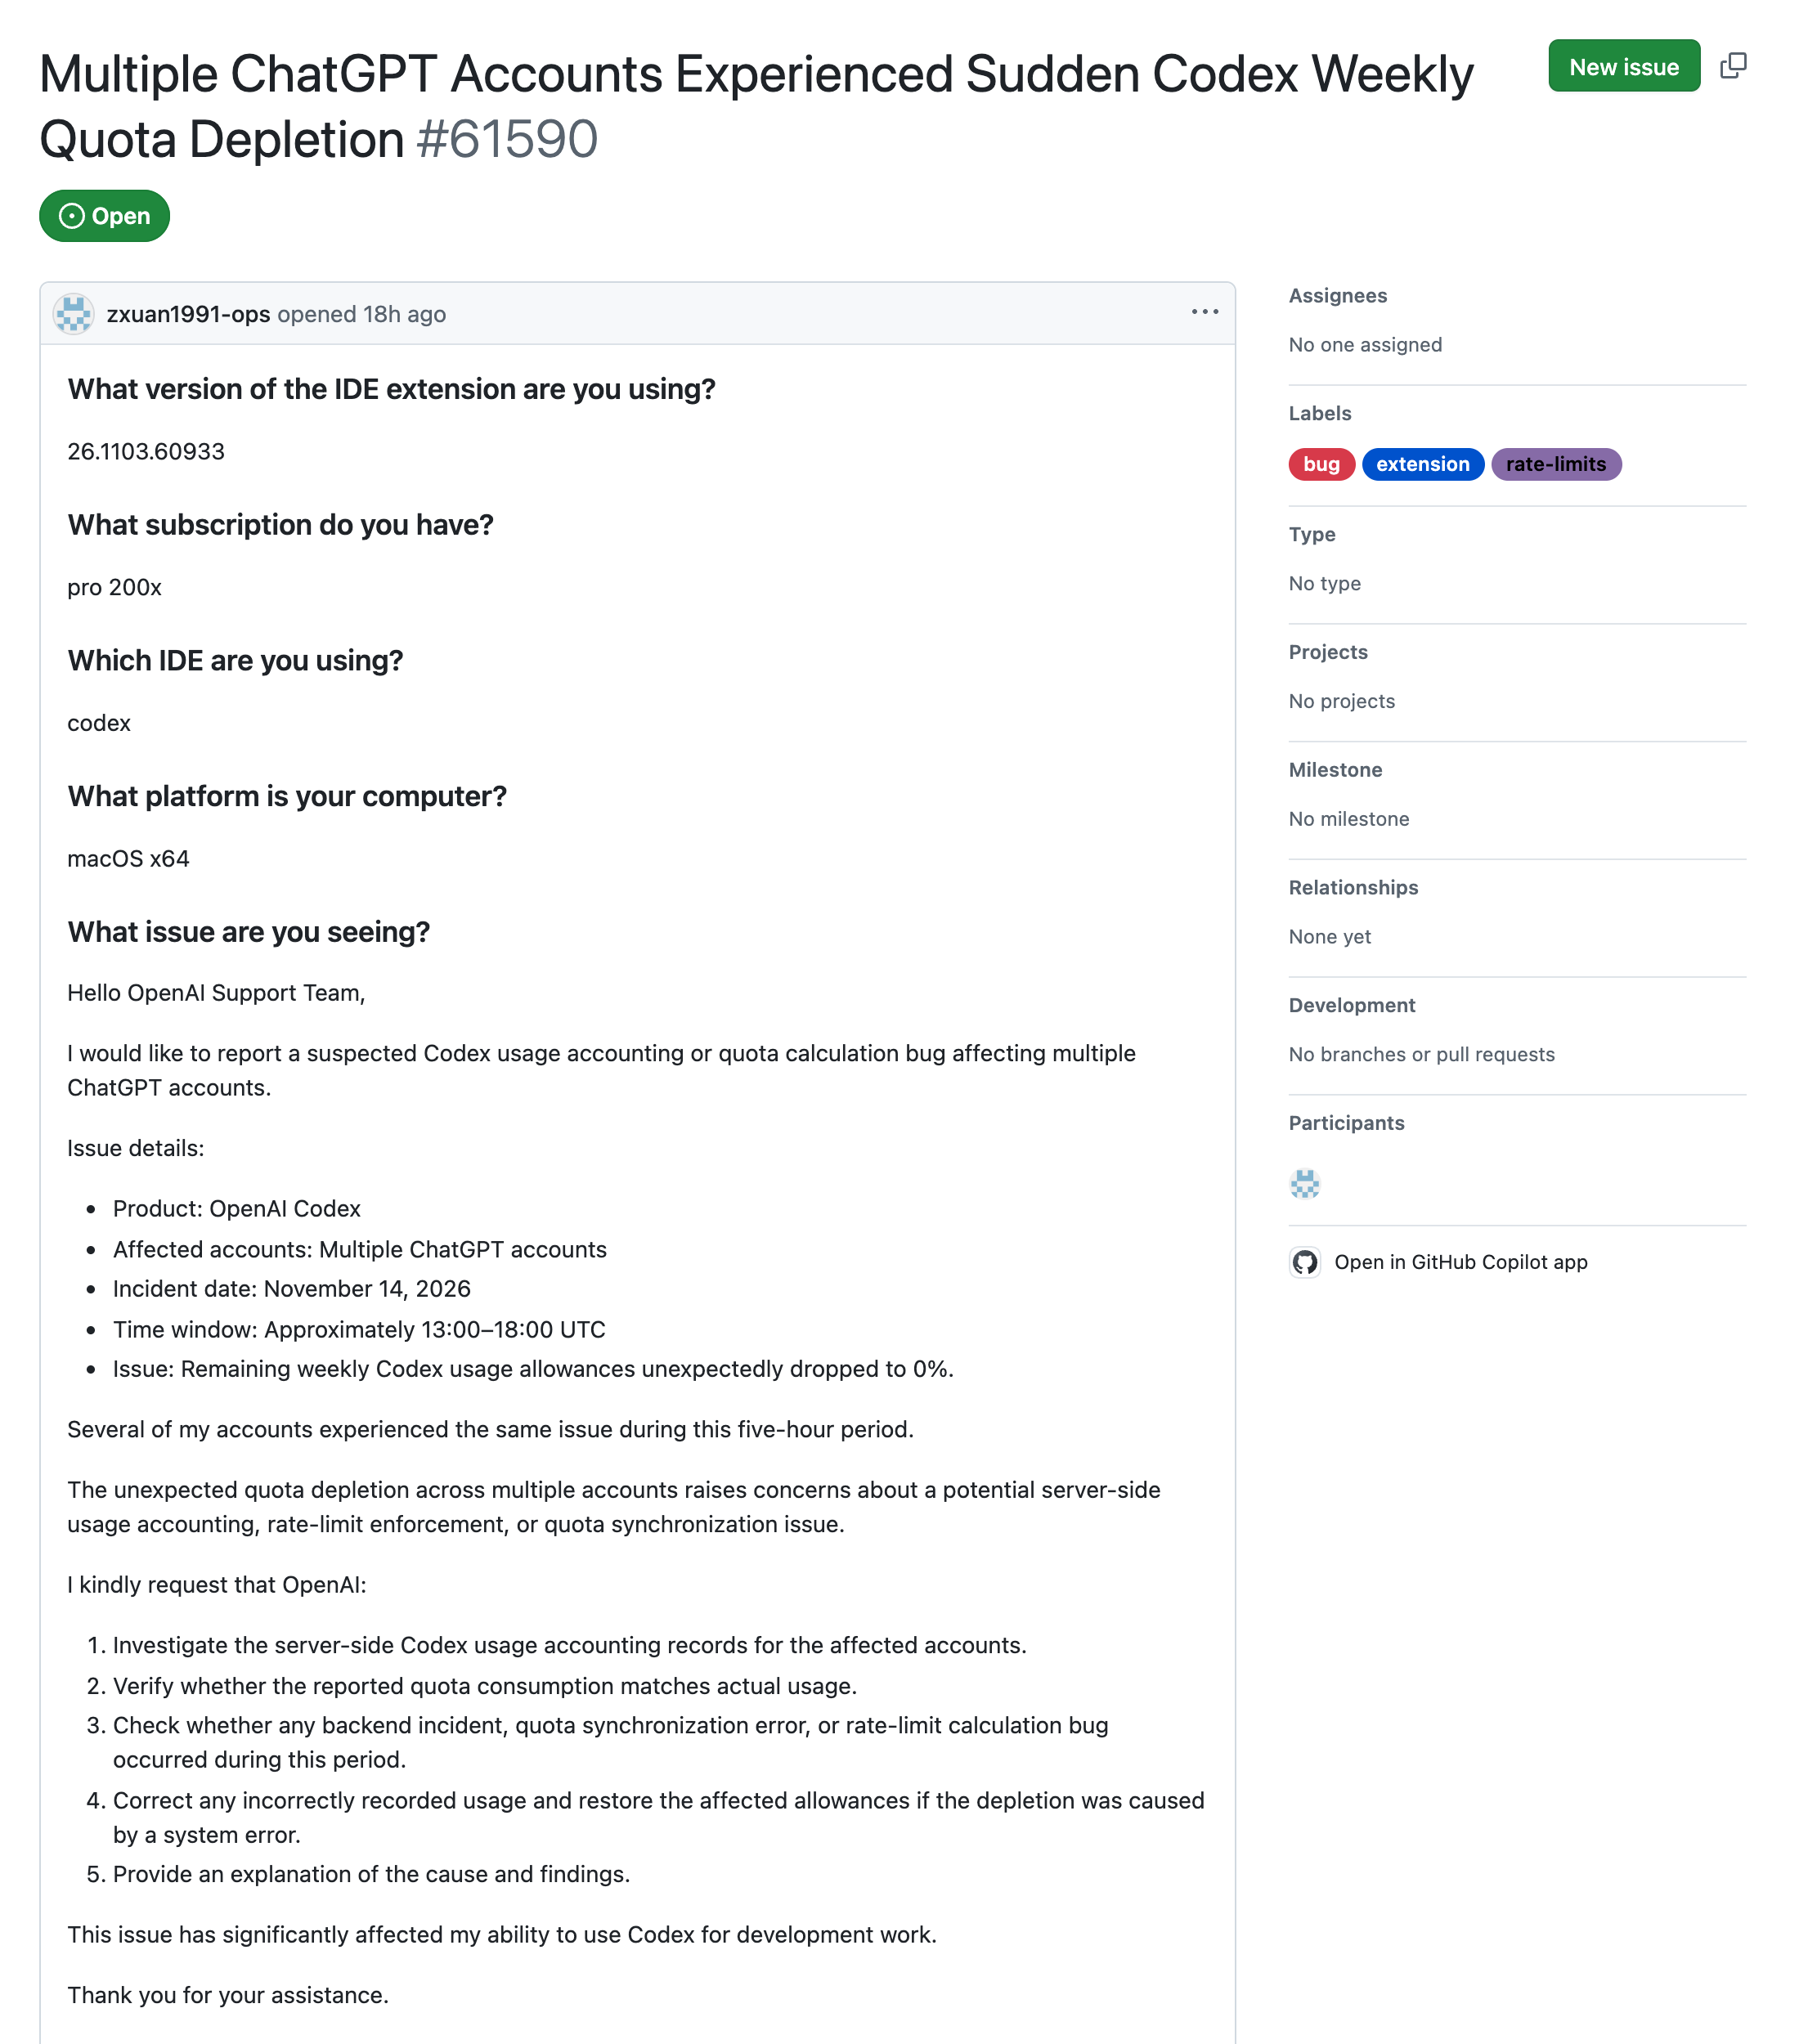 Multiple ChatGPT Accounts Experienced Sudden Codex Weekly
Quota Depletion #61590
New issue
Open
zxuan1991-ops opened 18h ago
What version of the IDE extension are you using?
26.1103.60933
What subscription do you have?
pro 200x
Which IDE are you using?
codex
What platform is your computer?
macOS x64
What issue are you seeing?
Hello OpenAI Support Team,
I would like to report a suspected Codex usage accounting or quota calculation bug affecting multiple
ChatGPT accounts.
Issue details:
• Product: OpenAI Codex
• Affected accounts: Multiple ChatGPT accounts
• Incident date: November 14, 2026
• Time window: Approximately 13:00–18:00 UTC
• Issue: Remaining weekly Codex usage allowances unexpectedly dropped to 0%.
Several of my accounts experienced the same issue during this five-hour period.
The unexpected quota depletion across multiple accounts raises concerns about a potential server-side
usage accounting, rate-limit enforcement, or quota synchronization issue.
I kindly request that OpenAI:
1. Investigate the server-side Codex usage accounting records for the affected accounts.
2. Verify whether the reported quota consumption matches actual usage.
3. Check whether any backend incident, quota synchronization error, or rate-limit calculation bug
occurred during this period.
4. Correct any incorrectly recorded usage and restore the affected allowances if the depletion was caused
by a system error.
5. Provide an explanation of the cause and findings.
This issue has significantly affected my ability to use Codex for development work.
Thank you for your assistance.
Assignees
No one assigned
Labels
bug extension rate-limits
Type
No type
Projects
No projects
Milestone
No milestone
Relationships
None yet
Development
No branches or pull requests
Participants
Open in GitHub Copilot app